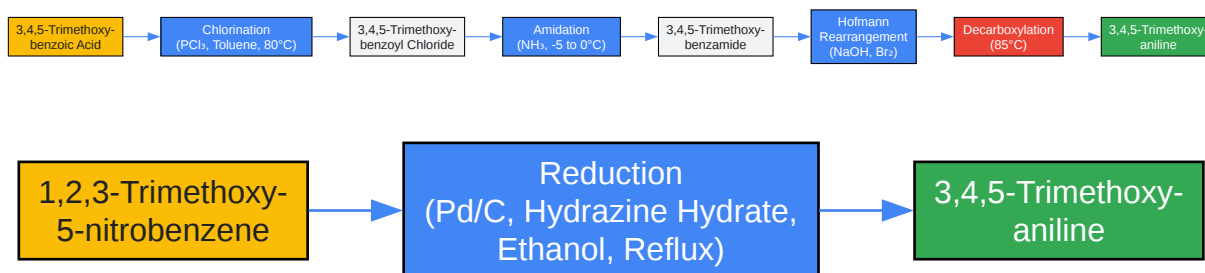 3,4,5-Trimethoxy-
benzoic Acid
Chlorination
(PCl₃, Toluene, 80°C)
3,4,5-Trimethoxy-
benzoyl Chloride
Amidation
(NH₃, -5 to 0°C)
3,4,5-Trimethoxy-
benzamide
Hofmann
Rearrangement
(NaOH, Br₂)
Decarboxylation
(85°C)
3,4,5-Trimethoxy-
aniline
1,2,3-Trimethoxy-
5-nitrobenzene
Reduction
(Pd/C, Hydrazine Hydrate,
Ethanol, Reflux)
3,4,5-Trimethoxy-
aniline